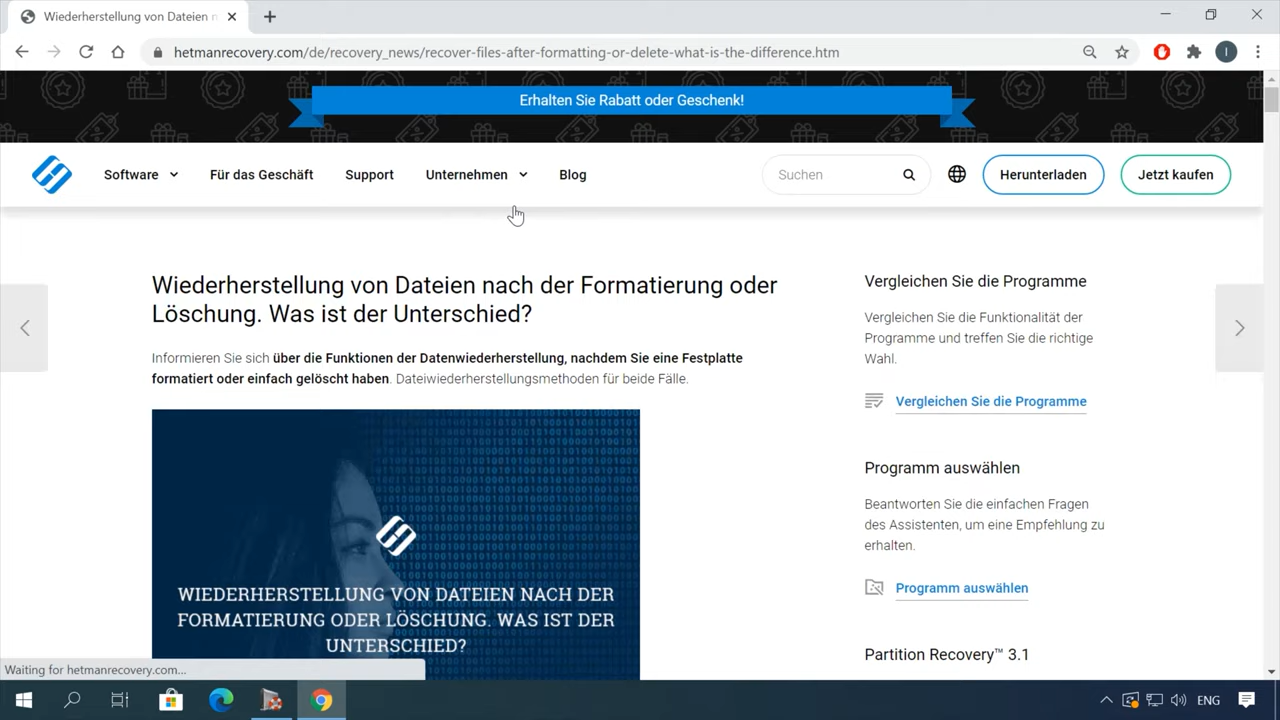 Wiederherstellung von Dateien n
hetmanrecovery.com/de/recovery_news/recover-files-after-formatting-or-delete-what-is-the-difference.htm
I
Erhalten Sie Rabatt oder Geschenk!
Software Für das Geschäft Support Unternehmen Blog Suchen Herunterladen Jetzt kaufen
Wiederherstellung von Dateien nach der Formatierung oder
Löschung. Was ist der Unterschied?
Informieren Sie sich über die Funktionen der Datenwiederherstellung, nachdem Sie eine Festplatte
formatiert oder einfach gelöscht haben. Dateiwiederherstellungsmethoden für beide Fälle.
WIEDERHERSTELLUNG VON DATEIEN NACH DER
FORMATIERUNG ODER LÖSCHUNG. WAS IST DER
UNTERSCHIED?
Vergleichen Sie die Programme
Vergleichen Sie die Funktionalität der
Programme und treffen Sie die richtige
Wahl.
Vergleichen Sie die Programme
Programm auswählen
Beantworten Sie die einfachen Fragen
des Assistenten, um eine Empfehlung zu
erhalten.
Programm auswählen
Partition Recovery™ 3.1
Waiting for hetmanrecovery.com...
ENG